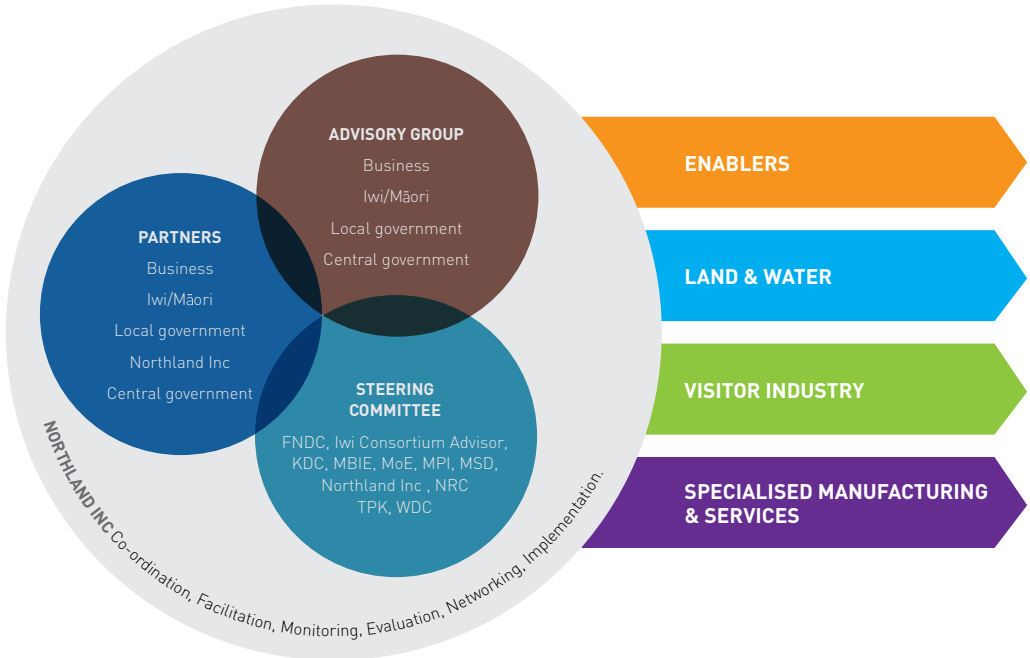 ADVISORY GROUP
Business
Iwi/Māori
Local government
Central government
PARTNERS
Business
Iwi/Māori
Local government
Northland Inc
Central government
STEERING
COMMITTEE
FNDC, Iwi Consortium Advisor,
KDC, MBIE, MoE, MPI, MSD,
Northland Inc , NRC
TPK, WDC
NORTHLAND INC Co-ordination, Facilitation, Monitoring, Evaluation, Networking, Implementation.
ENABLERS
LAND & WATER
VISITOR INDUSTRY
SPECIALISED MANUFACTURING
& SERVICES